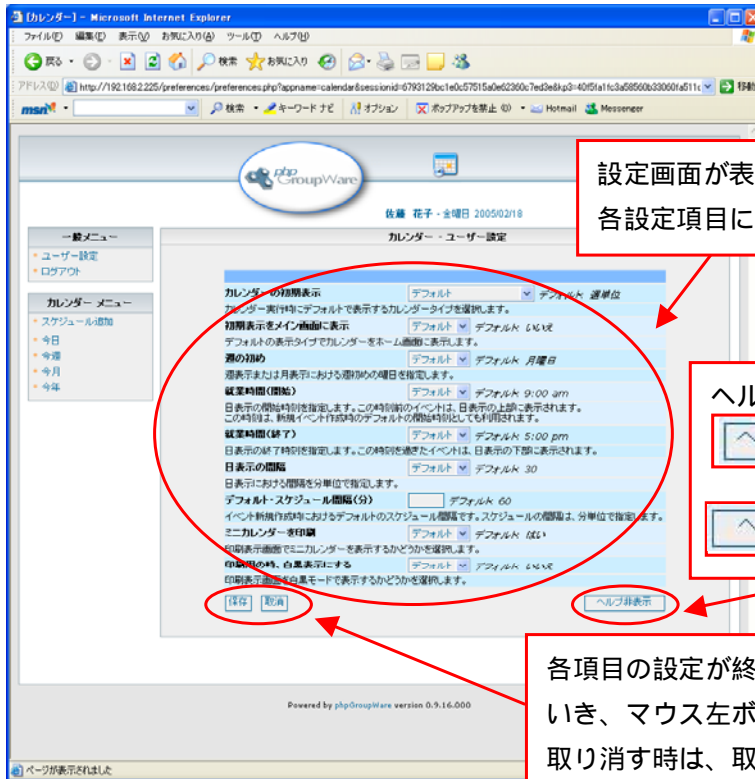 [カレンダー] - Microsoft Internet Explorer
ファイル(F) 編集(E) 表示(V) お気に入り(A) ツール(T) ヘルプ(H)
戻る 検索 お気に入り
アドレス(D) 移動
msn 検索 キーワード ナビ オプション ポップアップを禁止 Hotmail Messenger
phpGroupWare
佐藤 花子 - 金曜日 2005/02/18
カレンダー - ユーザー設定
一般メニュー
ユーザー設定
ログアウト
カレンダー メニュー
スケジュール追加
今日
今週
今月
今年
カレンダーの初期表示 デフォルト デフォルト: 週単位
カレンダー実行時にデフォルトで表示するカレンダータイプを選択します。
初期表示をメイン画面に表示 デフォルト デフォルト: いいえ
デフォルトの表示タイプでカレンダーをホーム画面に表示します。
週の初め デフォルト デフォルト: 月曜日
週表示または月表示における週初めの曜日を指定します。
就業時間(開始) デフォルト デフォルト: 9:00 am
日表示の開始時刻を指定します。この時刻前のイベントは、日表示の上部に表示されます。
この時刻は、新規イベント作成時のデフォルトの開始時刻としても利用されます。
就業時間(終了) デフォルト デフォルト: 5:00 pm
日表示の終了時刻を指定します。この時刻を過ぎたイベントは、日表示の下部に表示されます。
日表示の間隔 デフォルト デフォルト: 30
日表示における間隔を分単位で指定します。
デフォルト・スケジュール間隔(分) デフォルト: 60
イベント新規作成時におけるデフォルトのスケジュール間隔です。スケジュールの間隔は、分単位で指定します。
ミニカレンダーを印刷 デフォルト デフォルト: はい
印刷表示画面でミニカレンダーを表示するかどうかを選択します。
印刷用の時、白黒表示にする デフォルト デフォルト: いいえ
印刷表示画面を白黒モードで表示するかどうかを選択します。
保存 取消 ヘルプ非表示
Powered by phpGroupWare version 0.9.16.000
ページが表示されました
設定画面が表
各設定項目に
ヘル
ヘ
ヘ
各項目の設定が終
いき、マウス左ボ
取り消す時は、取